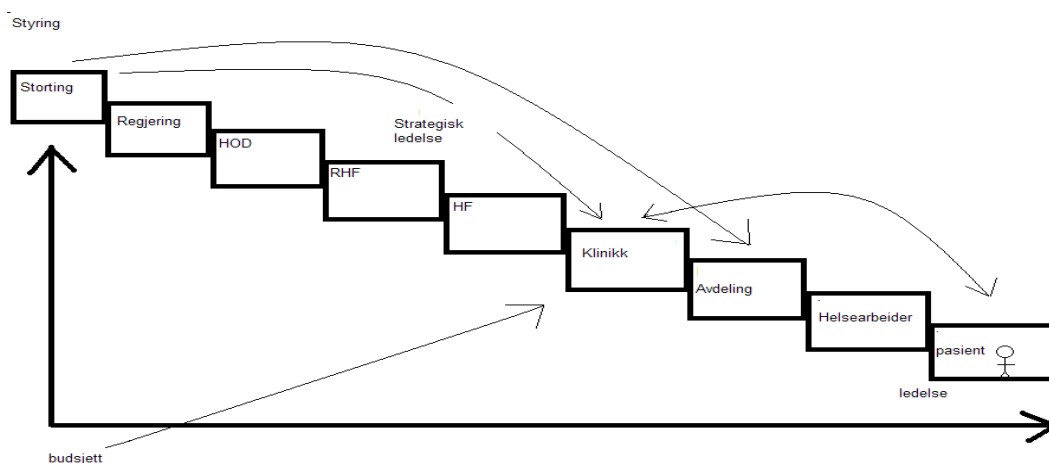 Styring
Storting
Regjering
HOD
RHF
HF
Strategisk
ledelse
Klinikk
Avdeling
Helsearbeider
pasient
ledelse
budsjett